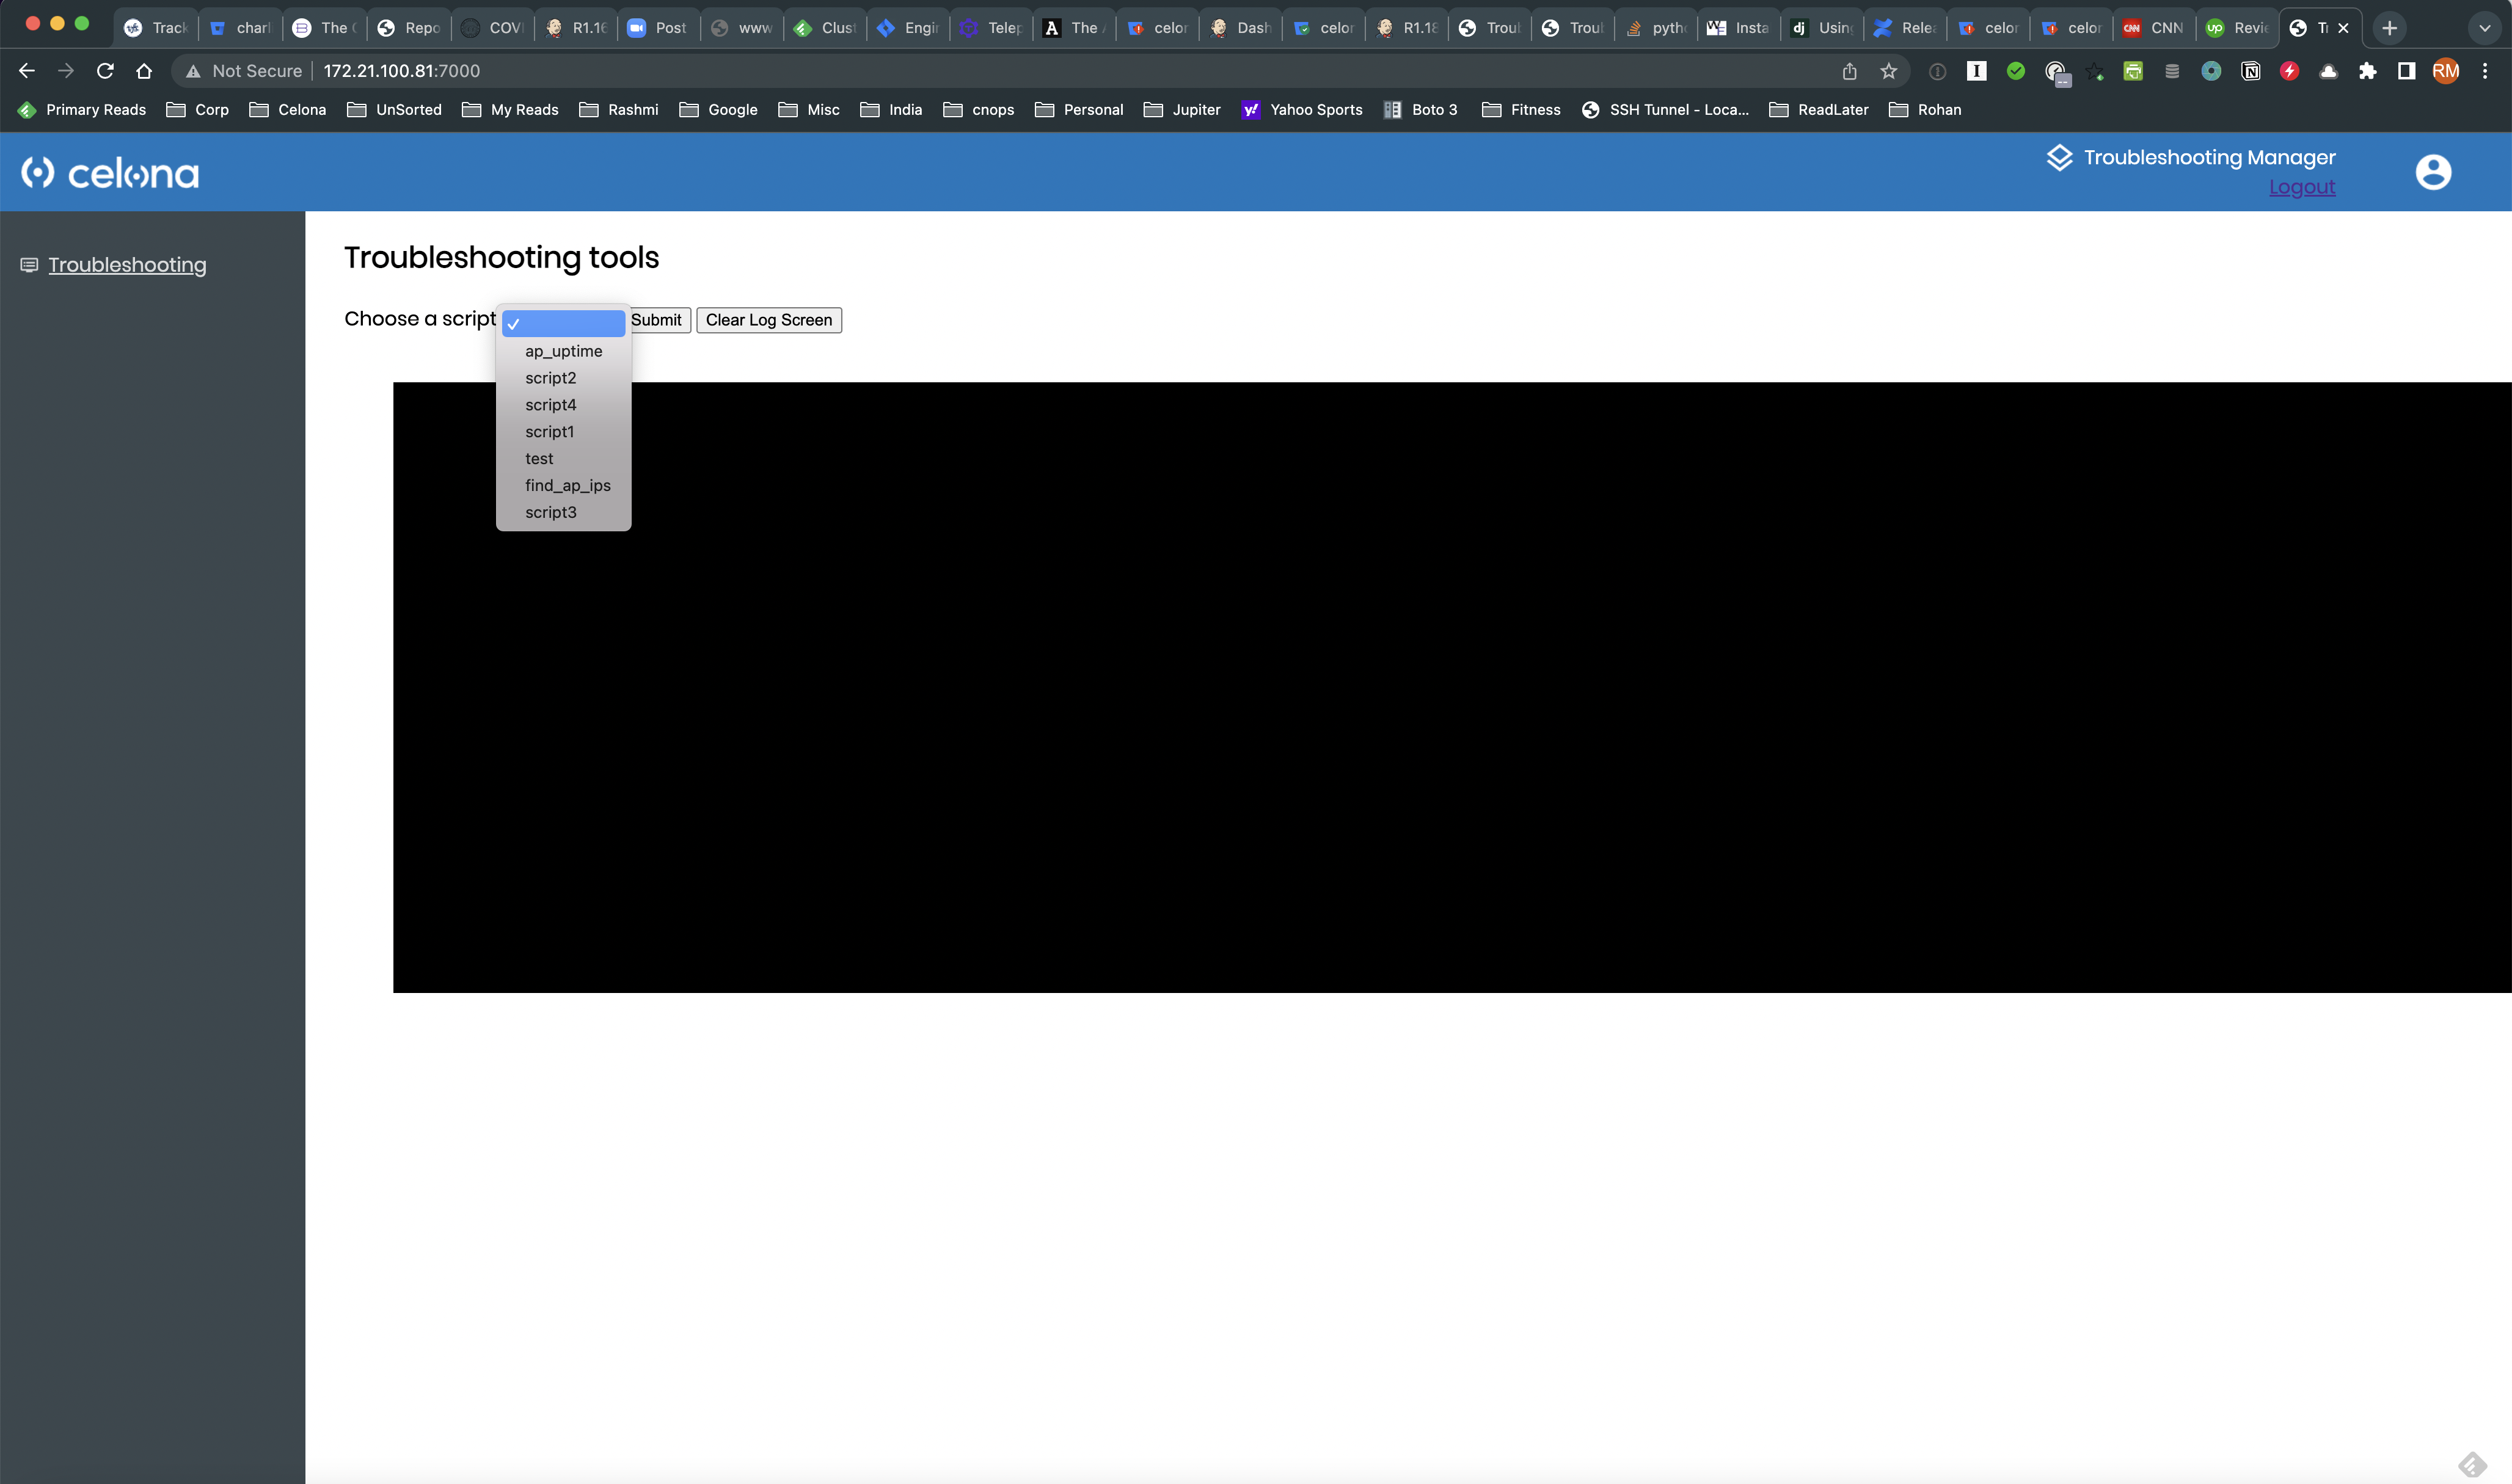 Track charl The C Repo COVI R1.16 Post www Clust Engin Telep The A celor Dash celor R1.18 Troul Troul pytho Insta Using Relea celor celor CNN Revie Tr
Not Secure 172.21.100.81:7000 RM
Primary Reads Corp Celona UnSorted My Reads Rashmi Google Misc India cnops Personal Jupiter Yahoo Sports Boto 3 Fitness SSH Tunnel - Loca... ReadLater Rohan
celona
Troubleshooting Manager
Logout
Troubleshooting
Troubleshooting tools
Choose a script Submit Clear Log Screen
ap_uptime
script2
script4
script1
test
find_ap_ips
script3